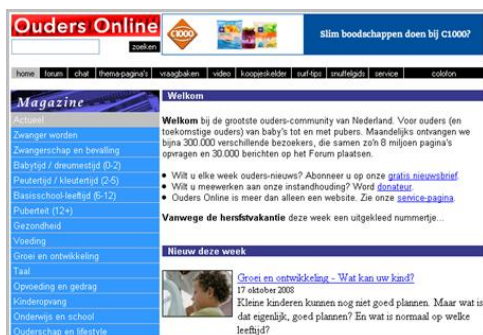 Ouders Online
zoeken
C1000
Slim boodschappen doen bij C1000?
home forum chat thema-pagina's vraagbaken video koopjeskelder surf-tips snuffelgids service colofon
Magazine
Actueel
Zwanger worden
Zwangerschap en bevalling
Babytijd / dreumestijd (0-2)
Peutertijd / kleutertijd (2-5)
Basisschool-leeftijd (6-12)
Puberteit (12+)
Gezondheid
Voeding
Groei en ontwikkeling
Taal
Opvoeding en gedrag
Kinderopvang
Onderwijs en school
Ouderschap en lifestyle
Welkom
Welkom bij de grootste ouders-community van Nederland. Voor ouders (en
toekomstige ouders) van baby's tot en met pubers. Maandelijks ontvangen we
bijna 300.000 verschillende bezoekers, die samen zo'n 8 miljoen pagina's
opvragen en 30.000 berichten op het Forum plaatsen.
• Wilt u elke week ouders-nieuws? Abonneer u op onze gratis nieuwsbrief.
• Wilt u meewerken aan onze instandhouding? Word donateur.
• Ouders Online is meer dan alleen een website. Zie onze service-pagina.
Vanwege de hersfstvakantie deze week een uitgekleed nummertje...
Nieuw deze week
Groei en ontwikkeling - Wat kan uw kind?
17 oktober 2008
Kleine kinderen kunnen nog niet goed plannen. Maar wat is
dat eigenlijk, goed plannen? En wat is normaal op welke
leeftijd?